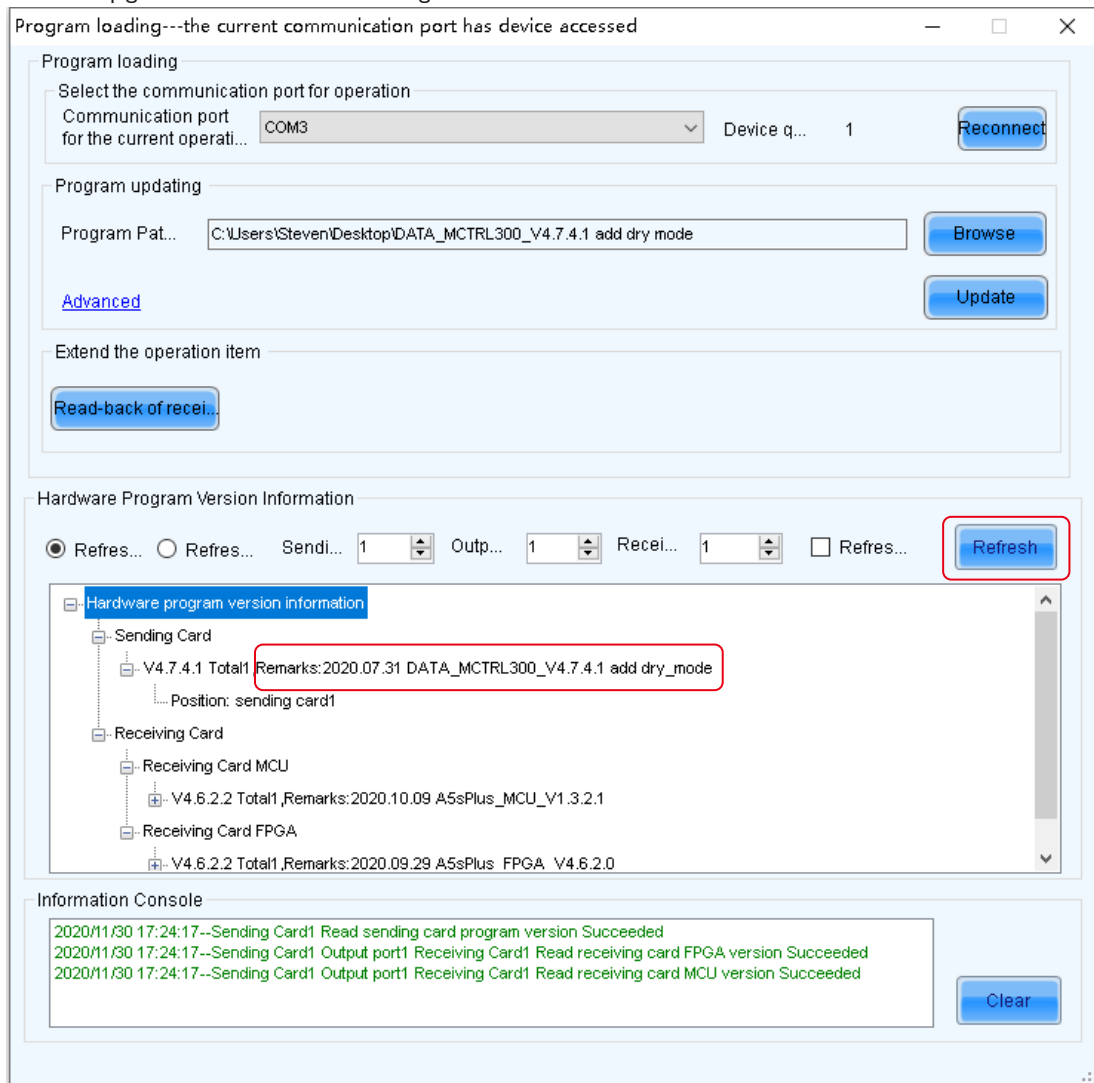 Program loading---the current communication port has device accessed
Program loading
Select the communication port for operation
Communication port
for the current operati...
COM3
Device q... 1
Reconnect
Program updating
Program Pat... C:\Users\Steven\Desktop\DATA_MCTRL300_V4.7.4.1 add dry mode
Browse
Advanced
Update
Extend the operation item
Read-back of recei...
Hardware Program Version Information
Refres... Refres... Sendi... 1 Outp... 1 Recei... 1 Refres... Refresh
Hardware program version information
Sending Card
V4.7.4.1 Total1 ,Remarks:2020.07.31 DATA_MCTRL300_V4.7.4.1 add dry_mode
Position: sending card1
Receiving Card
Receiving Card MCU
V4.6.2.2 Total1 ,Remarks:2020.10.09 A5sPlus_MCU_V1.3.2.1
Receiving Card FPGA
V4.6.2.2 Total1 ,Remarks:2020.09.29 A5sPlus_FPGA_V4.6.2.0
Information Console
2020/11/30 17:24:17--Sending Card1 Read sending card program version Succeeded
2020/11/30 17:24:17--Sending Card1 Output port1 Receiving Card1 Read receiving card FPGA version Succeeded
2020/11/30 17:24:17--Sending Card1 Output port1 Receiving Card1 Read receiving card MCU version Succeeded
Clear